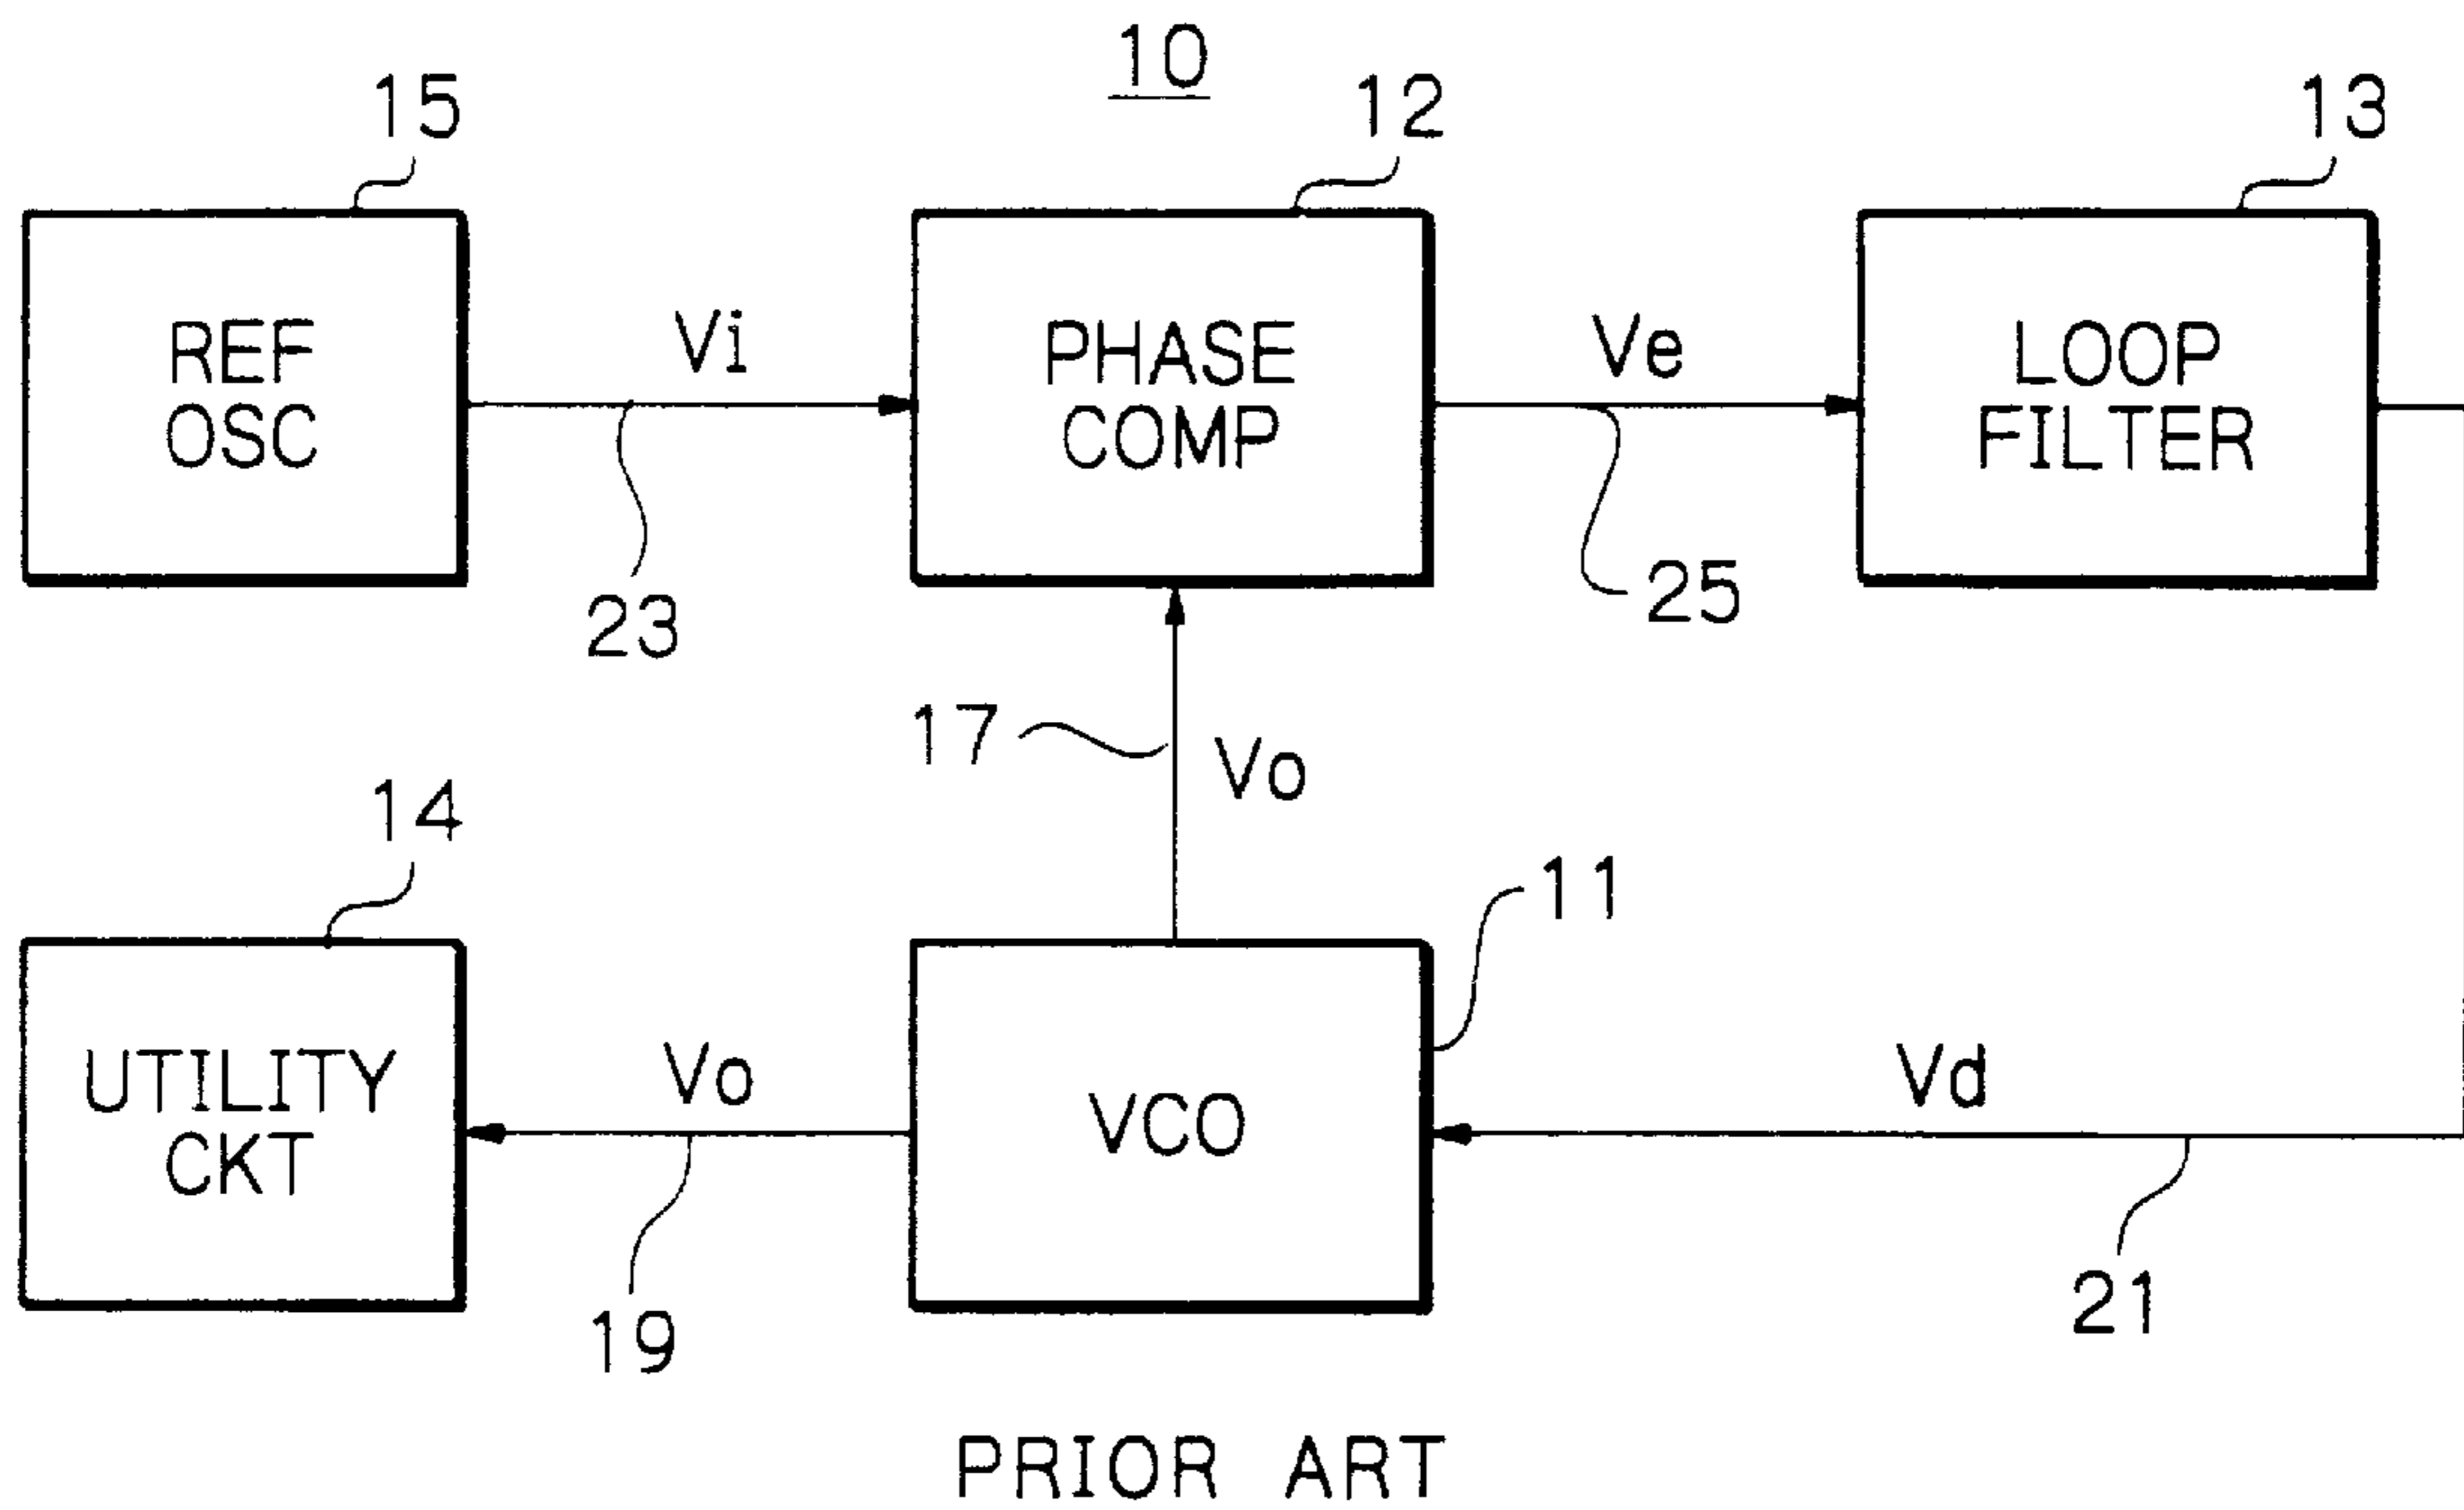 10
15
12
13
REF
OSC
Vi
PHASE
COMP
Ve
LOOP
FILTER
23
25
17
Vo
14
11
UTILITY
CKT
Vo
VCO
Vd
19
21
PRIOR ART